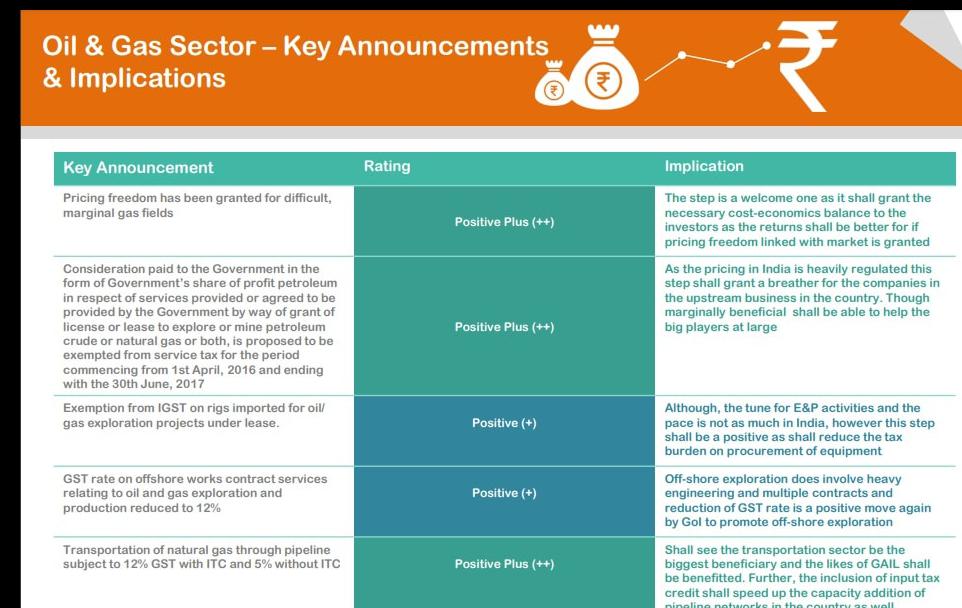 Oil & Gas Sector – Key Announcements
& Implications
₹
₹
₹
Key Announcement
Rating
Implication
Pricing freedom has been granted for difficult,
marginal gas fields
Positive Plus (++)
The step is a welcome one as it shall grant the
necessary cost-economics balance to the
investors as the returns shall be better for if
pricing freedom linked with market is granted
Consideration paid to the Government in the
form of Government's share of profit petroleum
in respect of services provided or agreed to be
provided by the Government by way of grant of
license or lease to explore or mine petroleum
crude or natural gas or both, is proposed to be
exempted from service tax for the period
commencing from 1st April, 2016 and ending
with the 30th June, 2017
Positive Plus (++)
As the pricing in India is heavily regulated this
step shall grant a breather for the companies in
the upstream business in the country. Though
marginally beneficial shall be able to help the
big players at large
Exemption from IGST on rigs imported for oil/
gas exploration projects under lease.
Positive (+)
Although, the tune for E&P activities and the
pace is not as much in India, however this step
shall be a positive as shall reduce the tax
burden on procurement of equipment
GST rate on offshore works contract services
relating to oil and gas exploration and
production reduced to 12%
Positive (+)
Off-shore exploration does involve heavy
engineering and multiple contracts and
reduction of GST rate is a positive move again
by GoI to promote off-shore exploration
Transportation of natural gas through pipeline
subject to 12% GST with ITC and 5% without ITC
Positive Plus (++)
Shall see the transportation sector be the
biggest beneficiary and the likes of GAIL shall
be benefitted. Further, the inclusion of input tax
credit shall speed up the capacity addition of
pipeline networks in the country as well